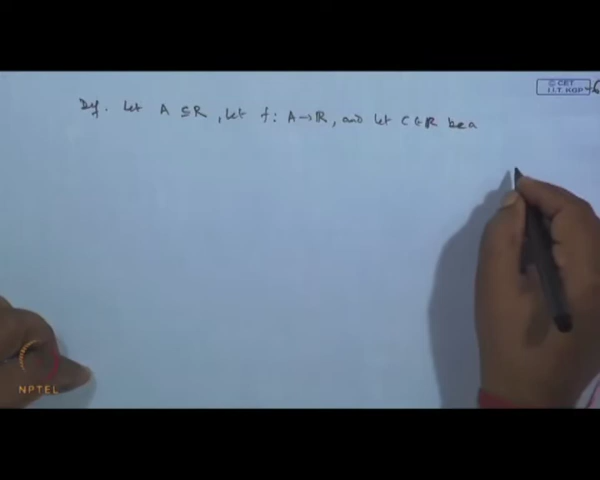 Def. Let A ⊆ R, Let f: A→R, and let C ∈ R be a
© CET
I.I.T. KGP
NPTEL